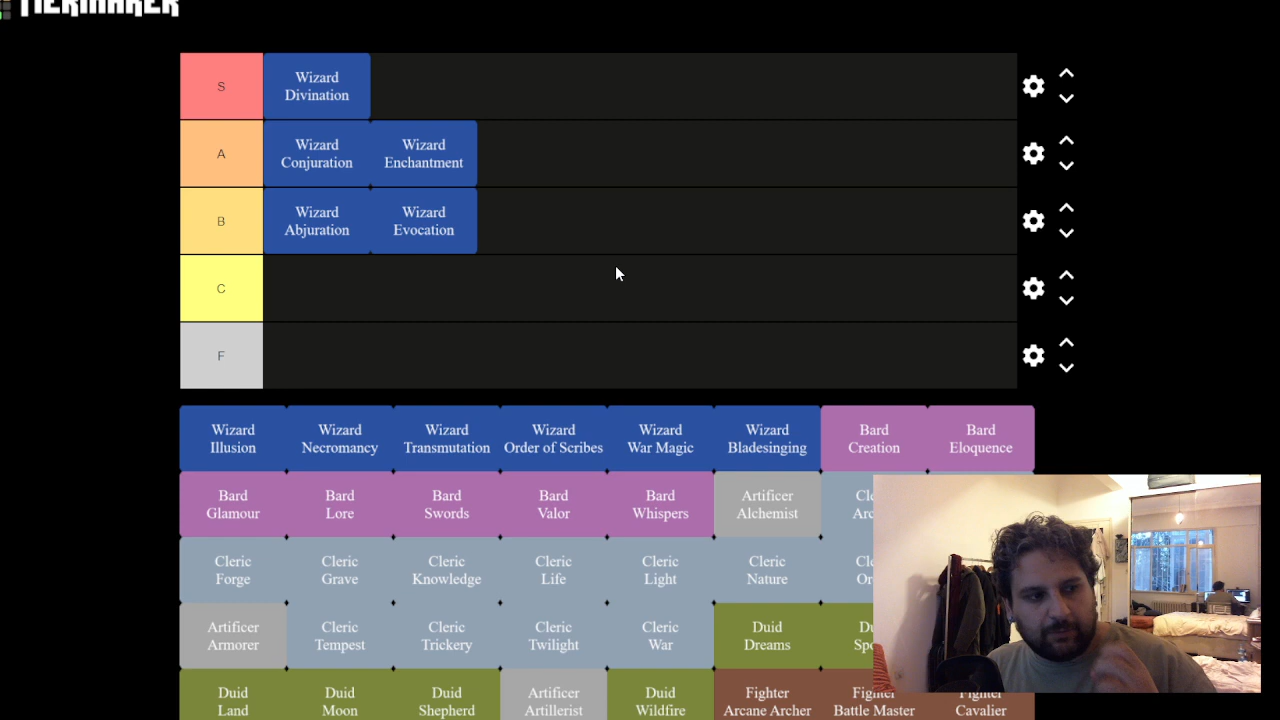 TIERMAKER
S
Wizard
Divination
A
Wizard
Conjuration
Wizard
Enchantment
B
Wizard
Abjuration
Wizard
Evocation
C
F
Wizard
Illusion
Wizard
Necromancy
Wizard
Transmutation
Wizard
Order of Scribes
Wizard
War Magic
Wizard
Bladesinging
Bard
Creation
Bard
Eloquence
Bard
Glamour
Bard
Lore
Bard
Swords
Bard
Valor
Bard
Whispers
Artificer
Alchemist
Cleric
Forge
Cleric
Grave
Cleric
Knowledge
Cleric
Life
Cleric
Light
Cleric
Nature
Artificer
Armorer
Cleric
Tempest
Cleric
Trickery
Cleric
Twilight
Cleric
War
Duid
Dreams
Duid
Land
Duid
Moon
Duid
Shepherd
Artificer
Artillerist
Duid
Wildfire
Fighter
Arcane Archer
Fighter
Battle Master
Fighter
Cavalier